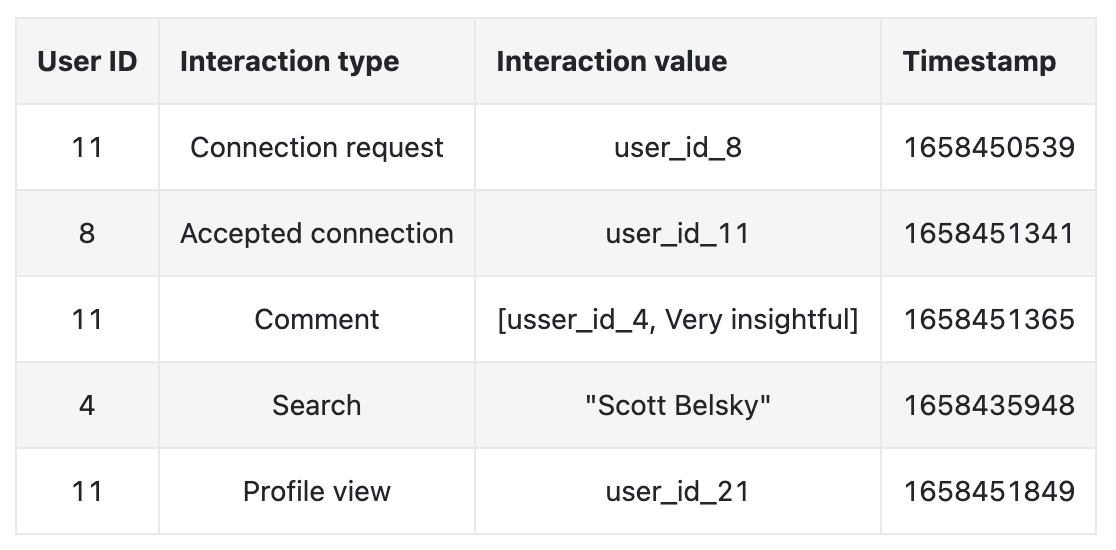 User ID Interaction type Interaction value Timestamp
11 Connection request user_id_8 1658450539
8 Accepted connection user_id_11 1658451341
11 Comment [usser_id_4, Very insightful] 1658451365
4 Search "Scott Belsky" 1658435948
11 Profile view user_id_21 1658451849